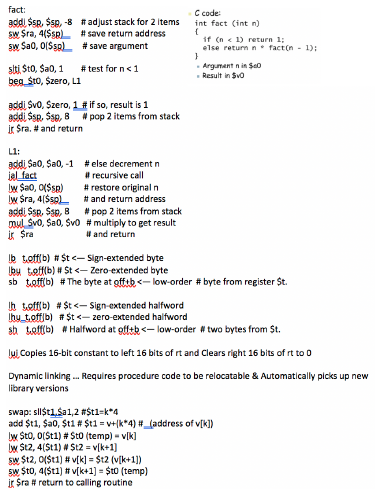 fact:
addi $sp, $sp, -8 # adjust stack for 2 items
sw $ra, 4($sp) # save return address
sw $a0, 0($sp) # save argument
slti $t0, $a0, 1 # test for n < 1
beq $t0, $zero, L1
addi $v0, $zero, 1 # if so, result is 1
addi $sp, $sp, 8 # pop 2 items from stack
jr $ra. # and return
L1:
addi $a0, $a0, -1 # else decrement n
jal fact # recursive call
lw $a0, 0($sp) # restore original n
lw $ra, 4($sp) # and return address
addi $sp, $sp, 8 # pop 2 items from stack
mul $v0, $a0, $v0 # multiply to get result
jr $ra # and return
C code:
int fact (int n)
{
if (n < 1) return 1;
else return n * fact(n - 1);
}
Argument n in $a0
Result in $v0
lb t,off(b) # $t <-- Sign-extended byte
lbu t,off(b) # $t <-- Zero-extended byte
sb t,off(b) # The byte at off+b <-- low-order # byte from register $t.
lh t,off(b) # $t <-- Sign-extended halfword
lhu t,off(b) # $t <-- zero-extended halfword
sh t,off(b) # Halfword at off+b <-- low-order # two bytes from $t.
lui Copies 16-bit constant to left 16 bits of rt and Clears right 16 bits of rt to 0
Dynamic linking ... Requires procedure code to be relocatable & Automatically picks up new
library versions
swap: sll$t1,$a1,2 #$t1=k*4
add $t1, $a0, $t1 # $t1 = v+(k*4) # (address of v[k])
lw $t0, 0($t1) # $t0 (temp) = v[k]
lw $t2, 4($t1) # $t2 = v[k+1]
sw $t2, 0($t1) # v[k] = $t2 (v[k+1])
sw $t0, 4($t1) # v[k+1] = $t0 (temp)
jr $ra # return to calling routine